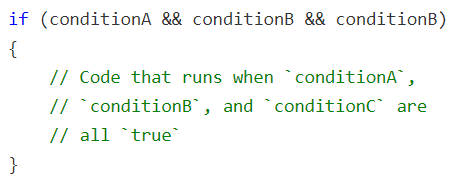 if (conditionA && conditionB && conditionB)
{
    // Code that runs when `conditionA`,
    // `conditionB`, and `conditionC` are
    // all `true`
}